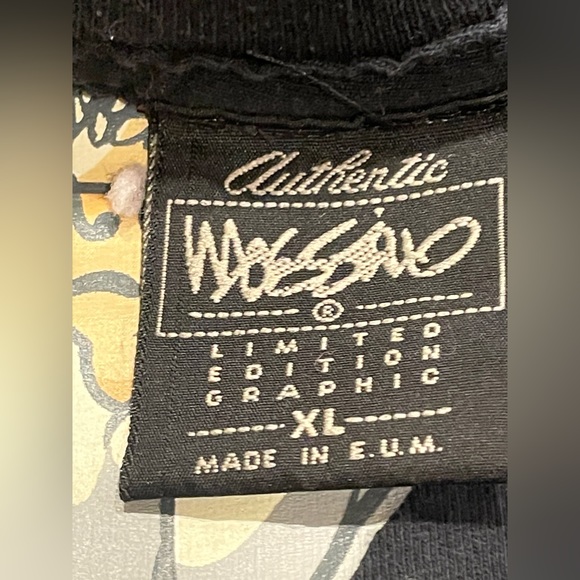 Authentic
Mossimo
®
LIMITED
EDITION
GRAPHIC
XL
MADE IN E.U.M.